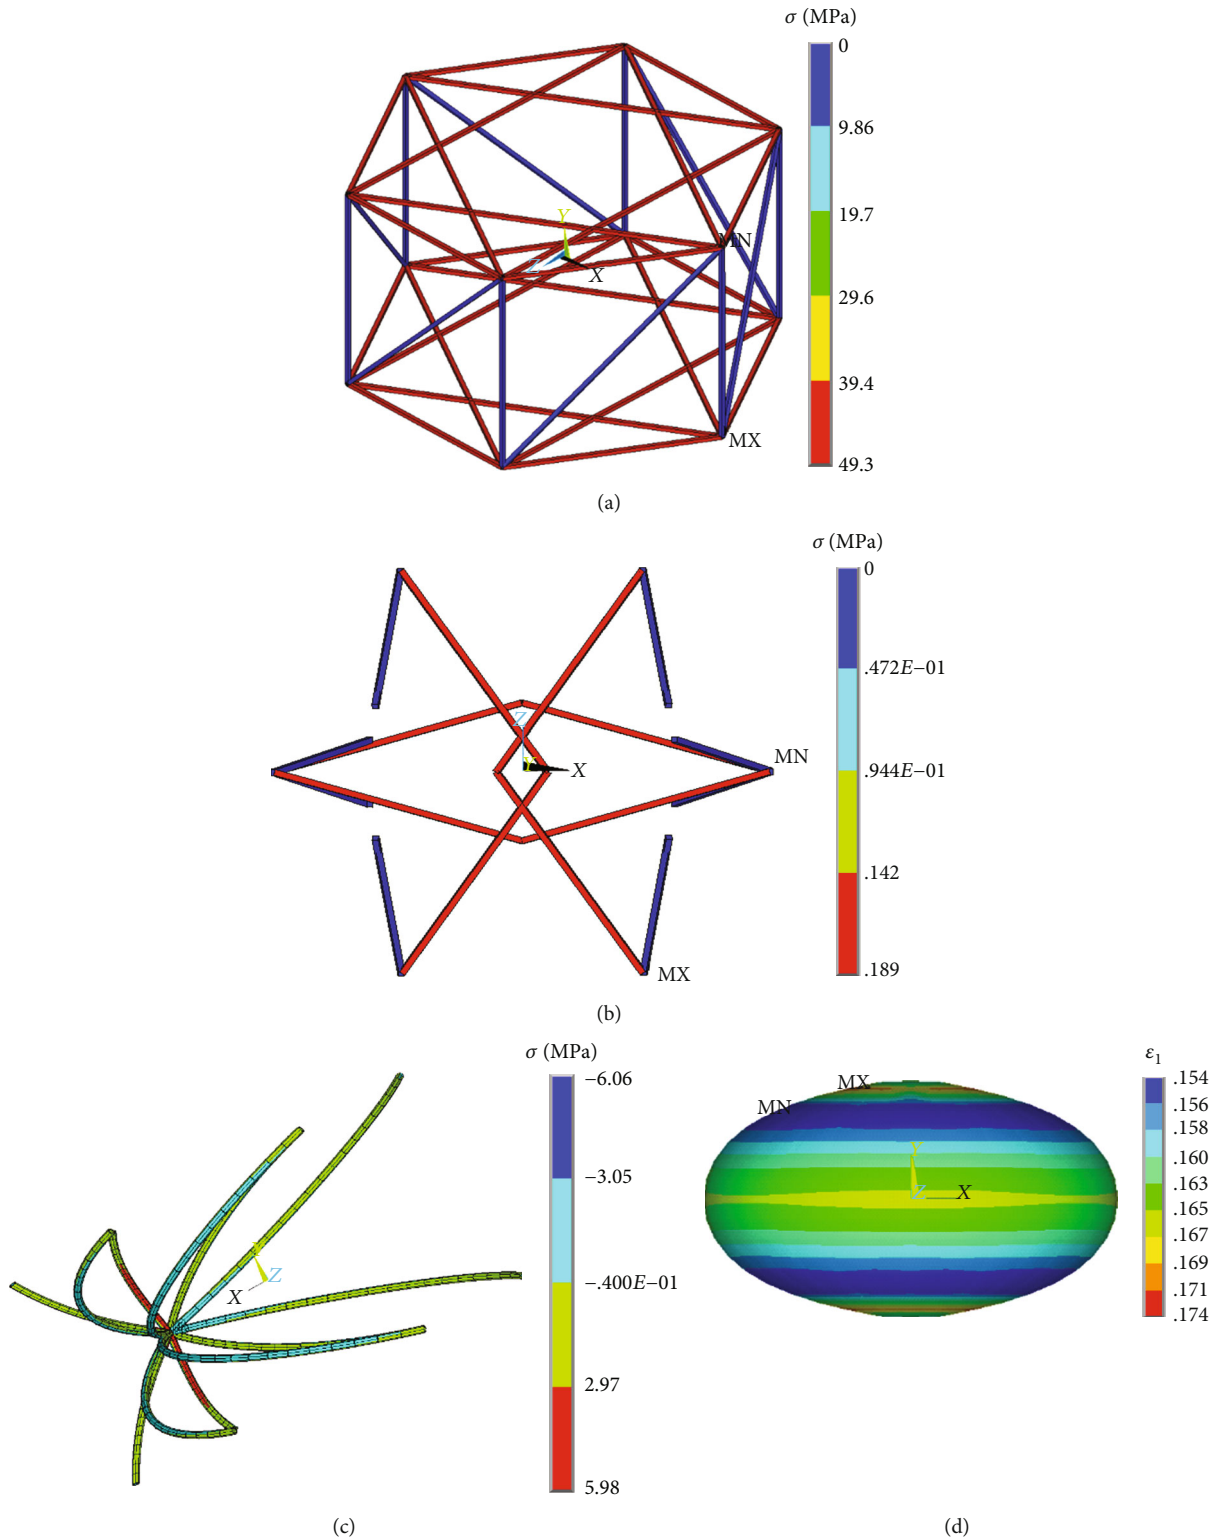 σ (MPa)
0
9.86
19.7
29.6
39.4
49.3
Y
Z
X
MN
MX
(a)
σ (MPa)
0
.472E−01
.944E−01
.142
.189
Z
Y
X
MN
MX
(b)
σ (MPa)
−6.06
−3.05
−.400E−01
2.97
5.98
Y
Z
X
(c)
ε1
.154
.156
.158
.160
.163
.165
.167
.169
.171
.174
MX
MN
Y
Z
X
(d)